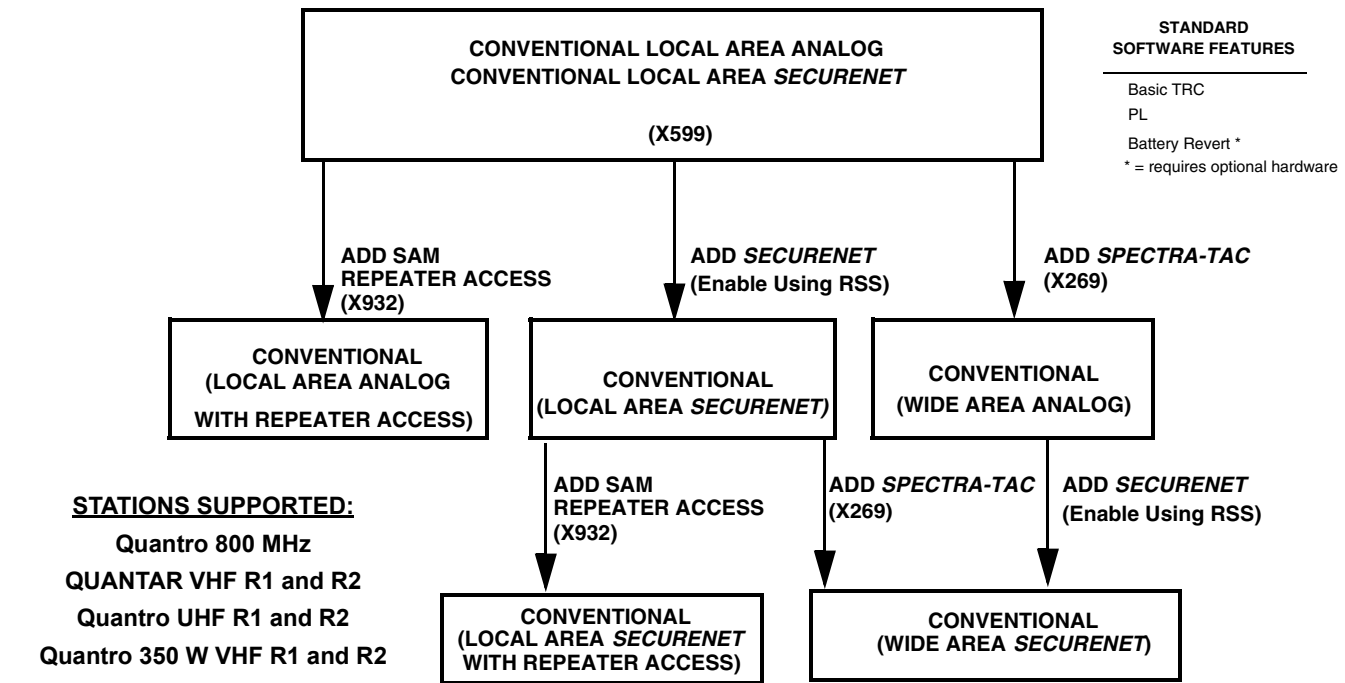 CONVENTIONAL LOCAL AREA ANALOG
CONVENTIONAL LOCAL AREA SECURENET
(X599)
STANDARD
SOFTWARE FEATURES
Basic TRC
PL
Battery Revert *
* = requires optional hardware
ADD SAM
REPEATER ACCESS
(X932)
ADD SECURENET
(Enable Using RSS)
ADD SPECTRA-TAC
(X269)
CONVENTIONAL
(LOCAL AREA ANALOG
WITH REPEATER ACCESS)
CONVENTIONAL
(LOCAL AREA SECURENET)
CONVENTIONAL
(WIDE AREA ANALOG)
ADD SAM
REPEATER ACCESS
(X932)
ADD SPECTRA-TAC
(X269)
ADD SECURENET
(Enable Using RSS)
STATIONS SUPPORTED:
Quantro 800 MHz
QUANTAR VHF R1 and R2
Quantro UHF R1 and R2
Quantro 350 W VHF R1 and R2
CONVENTIONAL
(LOCAL AREA SECURENET
WITH REPEATER ACCESS)
CONVENTIONAL
(WIDE AREA SECURENET)